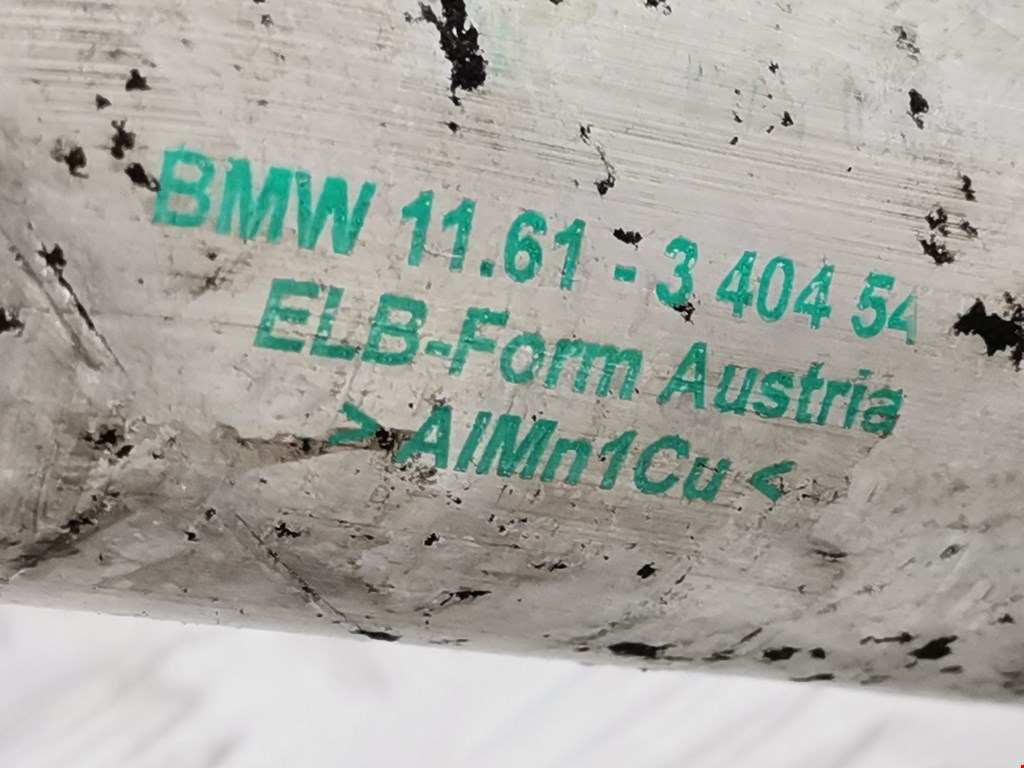 BMW 11.61 - 3 404 54
ELB-Form Austria
> AlMn1Cu <